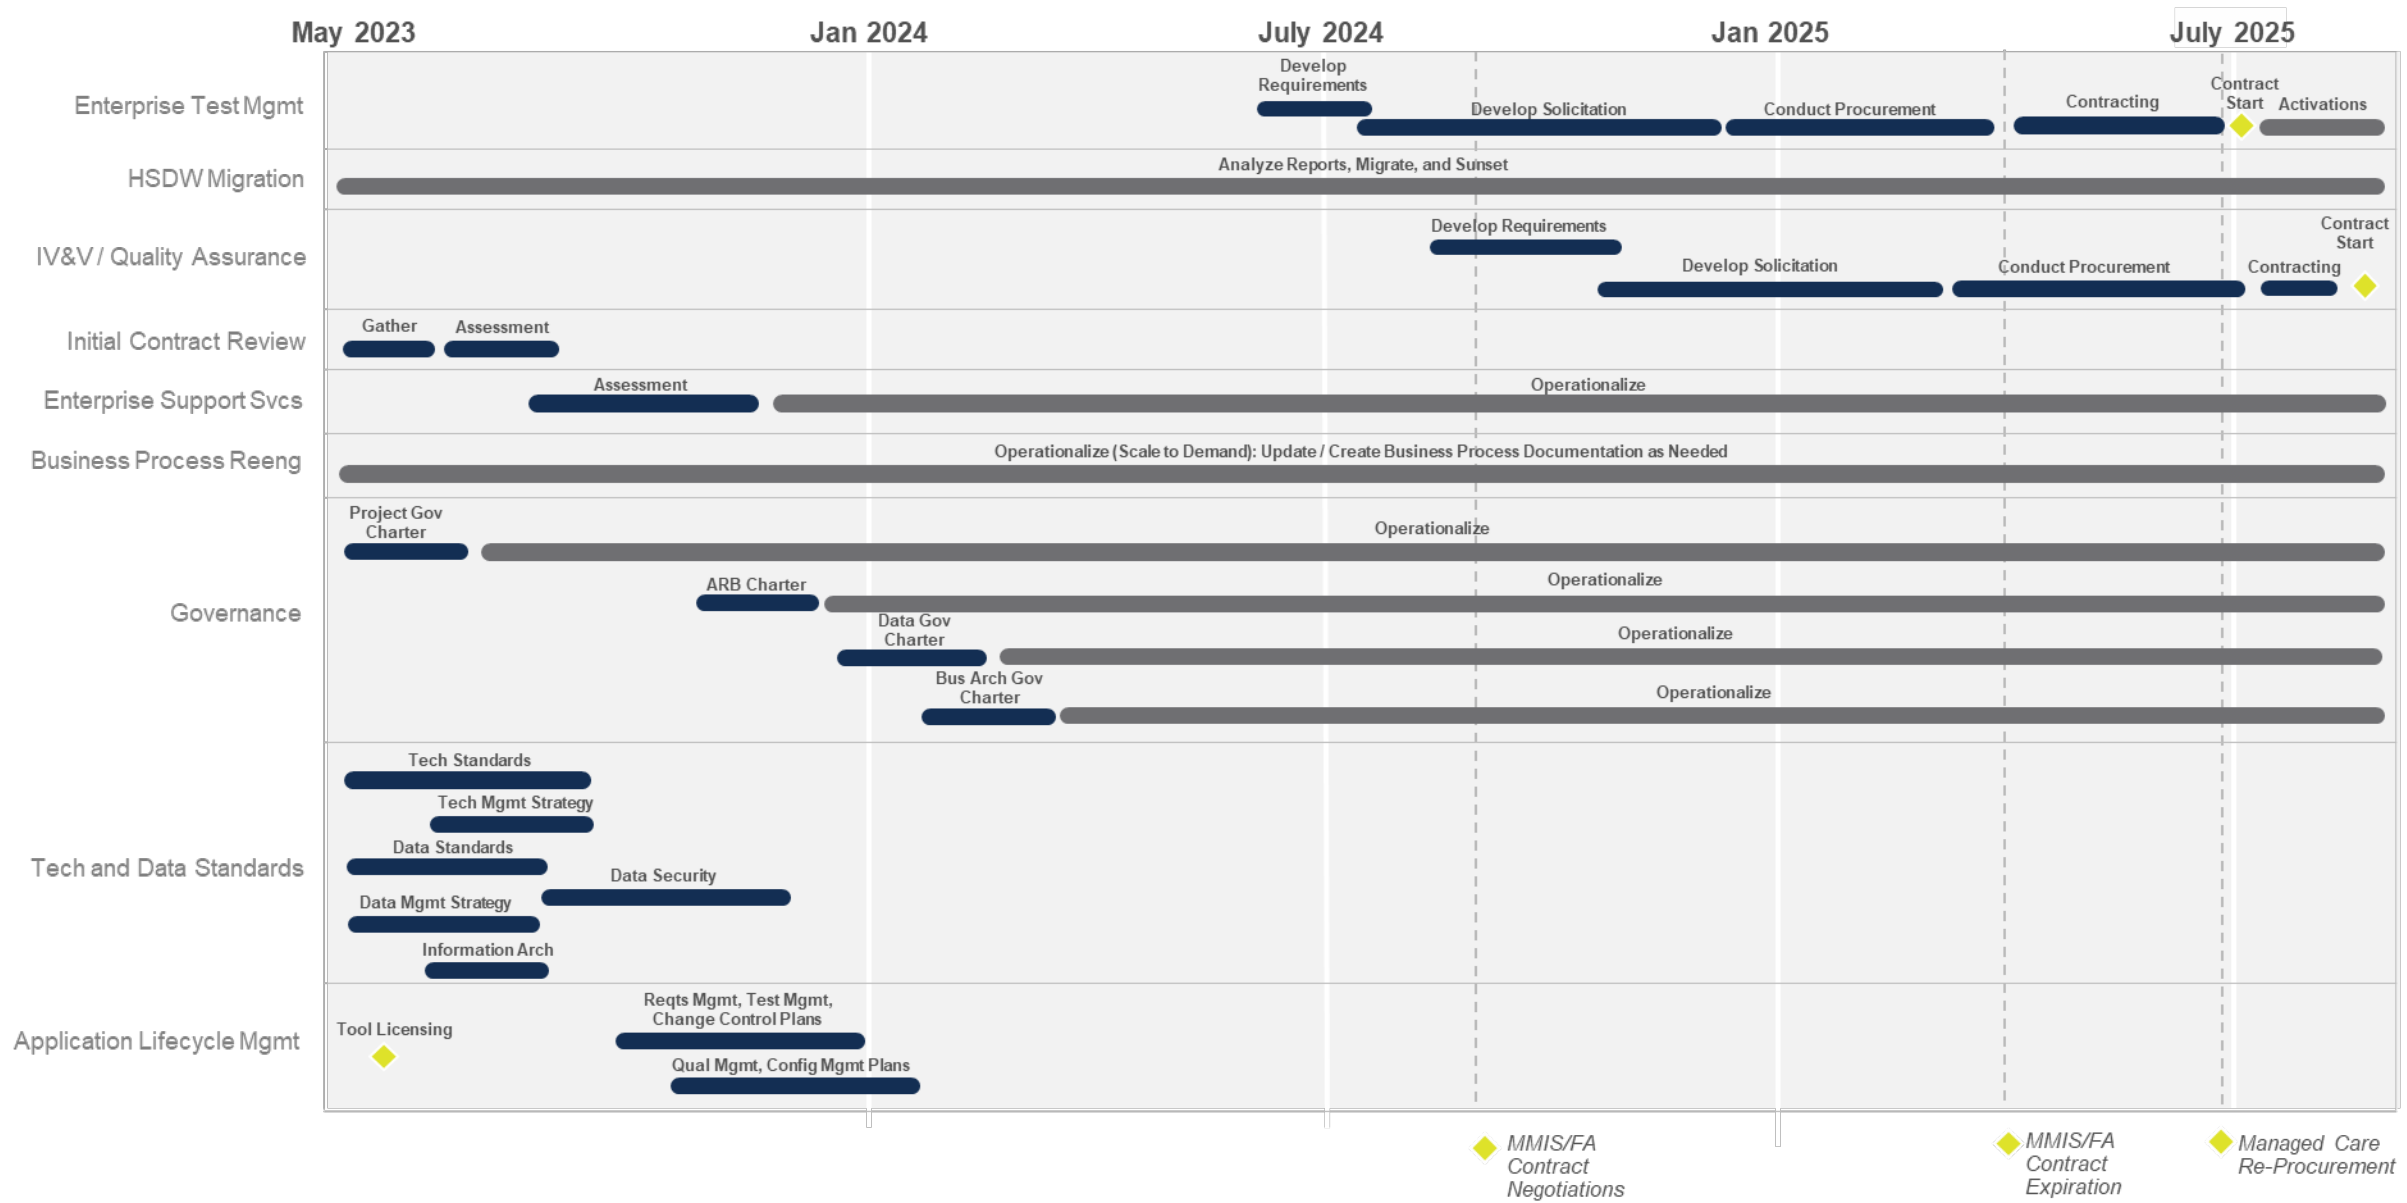 May 2023
Jan 2024
July 2024
Jan 2025
July 2025
Enterprise Test Mgmt
Develop
Requirements
Develop Solicitation
Conduct Procurement
Contracting
Contract
Start
Activations
HSDW Migration
Analyze Reports, Migrate, and Sunset
IV&V / Quality Assurance
Develop Requirements
Develop Solicitation
Conduct Procurement
Contracting
Contract
Start
Initial Contract Review
Gather
Assessment
Enterprise Support Svcs
Assessment
Operationalize
Business Process Reeng
Operationalize (Scale to Demand): Update / Create Business Process Documentation as Needed
Governance
Project Gov
Charter
Operationalize
ARB Charter
Operationalize
Data Gov
Charter
Operationalize
Bus Arch Gov
Charter
Operationalize
Tech and Data Standards
Tech Standards
Tech Mgmt Strategy
Data Standards
Data Security
Data Mgmt Strategy
Information Arch
Application Lifecycle Mgmt
Tool Licensing
Reqts Mgmt, Test Mgmt,
Change Control Plans
Qual Mgmt, Config Mgmt Plans
MMIS/FA
Contract
Negotiations
MMIS/FA
Contract
Expiration
Managed Care
Re-Procurement